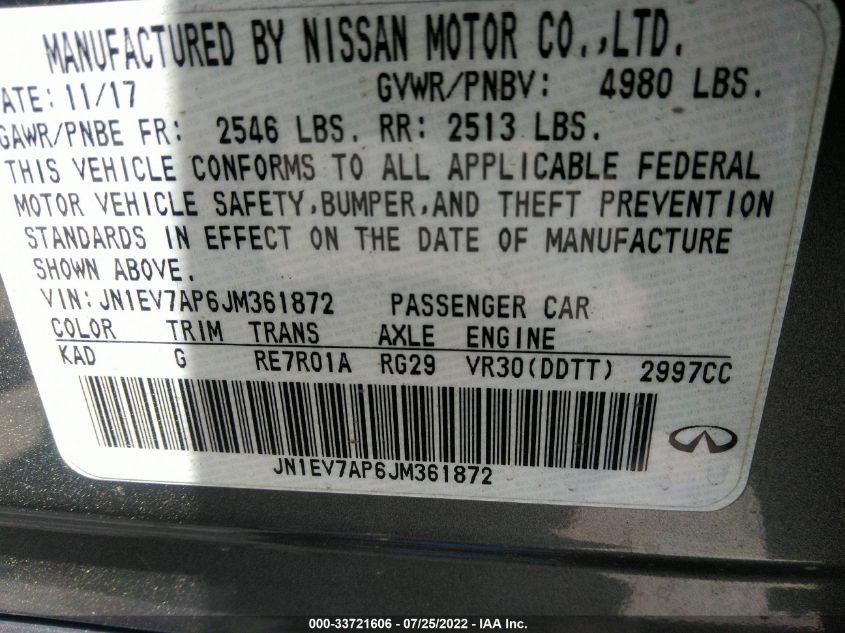 MANUFACTURED BY NISSAN MOTOR CO.,LTD.
ATE: 11/17 GVWR/PNBV: 4980 LBS.
GAWR/PNBE FR: 2546 LBS. RR: 2513 LBS.
THIS VEHICLE CONFORMS TO ALL APPLICABLE FEDERAL
MOTOR VEHICLE SAFETY,BUMPER,AND THEFT PREVENTION
STANDARDS IN EFFECT ON THE DATE OF MANUFACTURE
SHOWN ABOVE.
VIN:JN1EV7AP6JM361872 PASSENGER CAR
COLOR TRIM TRANS AXLE ENGINE
KAD G RE7R01A RG29 VR30(DDTT) 2997CC
JN1EV7AP6JM361872
000-33721606 - 07/25/2022 - IAA Inc.